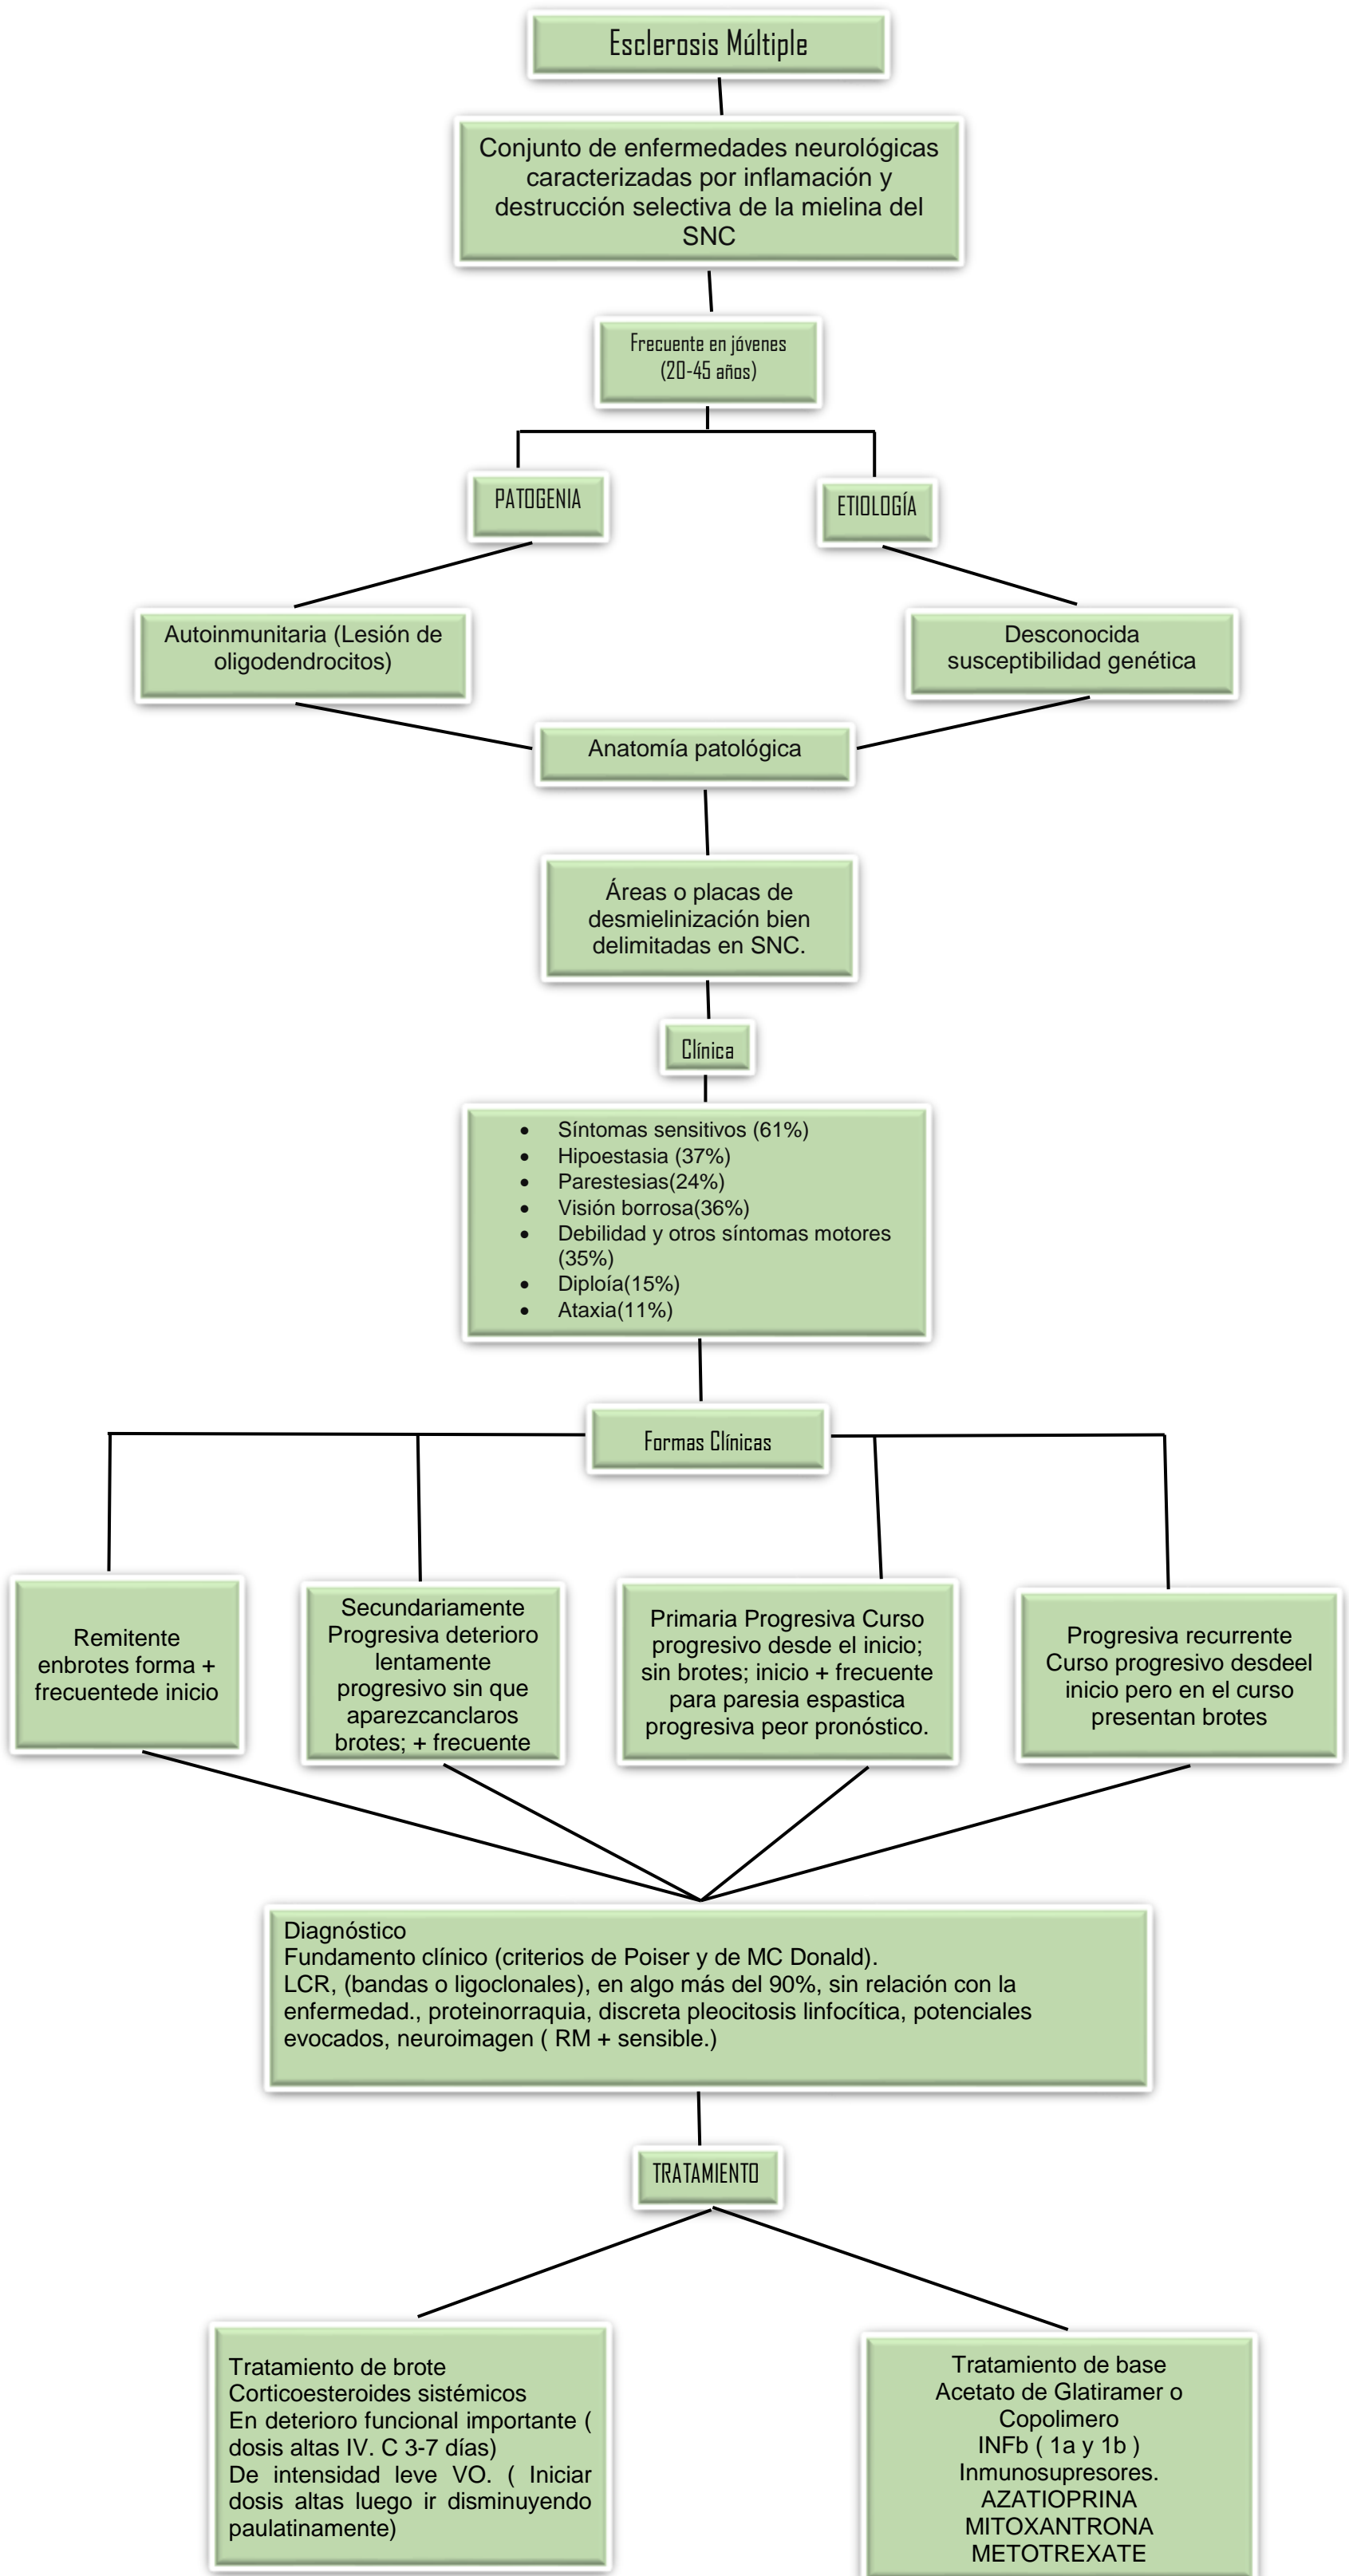 Esclerosis Múltiple
Conjunto de enfermedades neurológicas
caracterizadas por inflamación y
destrucción selectiva de la mielina del
SNC
Frecuente en jóvenes
(20-45 años)
PATOGENIA
ETIOLOGÍA
Autoinmunitaria (Lesión de
oligodendrocitos)
Desconocida
susceptibilidad genética
Anatomía patológica
Áreas o placas de
desmielinización bien
delimitadas en SNC.
Clínica
• Síntomas sensitivos (61%)
• Hipoestasia (37%)
• Parestesias(24%)
• Visión borrosa(36%)
• Debilidad y otros síntomas motores
(35%)
• Diploía(15%)
• Ataxia(11%)
Formas Clínicas
Remitente
enbrotes forma +
frecuentede inicio
Secundariamente
Progresiva deterioro
lentamente
progresivo sin que
aparezcanclaros
brotes; + frecuente
Primaria Progresiva Curso
progresivo desde el inicio;
sin brotes; inicio + frecuente
para paresia espastica
progresiva peor pronóstico.
Progresiva recurrente
Curso progresivo desdeel
inicio pero en el curso
presentan brotes
Diagnóstico
Fundamento clínico (criterios de Poiser y de MC Donald).
LCR, (bandas o ligoclonales), en algo más del 90%, sin relación con la
enfermedad., proteinorraquia, discreta pleocitosis linfocítica, potenciales
evocados, neuroimagen ( RM + sensible.)
TRATAMIENTO
Tratamiento de brote
Corticoesteroides sistémicos
En deterioro funcional importante (
dosis altas IV. C 3-7 días)
De intensidad leve VO. ( Iniciar
dosis altas luego ir disminuyendo
paulatinamente)
Tratamiento de base
Acetato de Glatiramer o
Copolimero
INFb ( 1a y 1b )
Inmunosupresores.
AZATIOPRINA
MITOXANTRONA
METOTREXATE